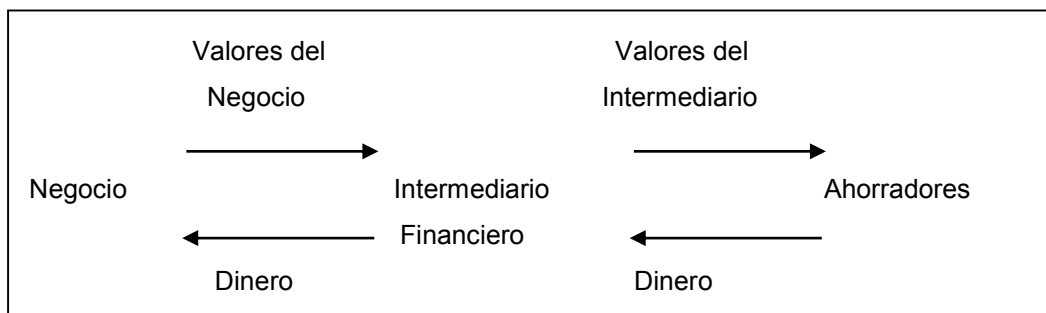 Valores del Valores del
Negocio Intermediario
Negocio Intermediario Ahorradores
Financiero
Dinero Dinero